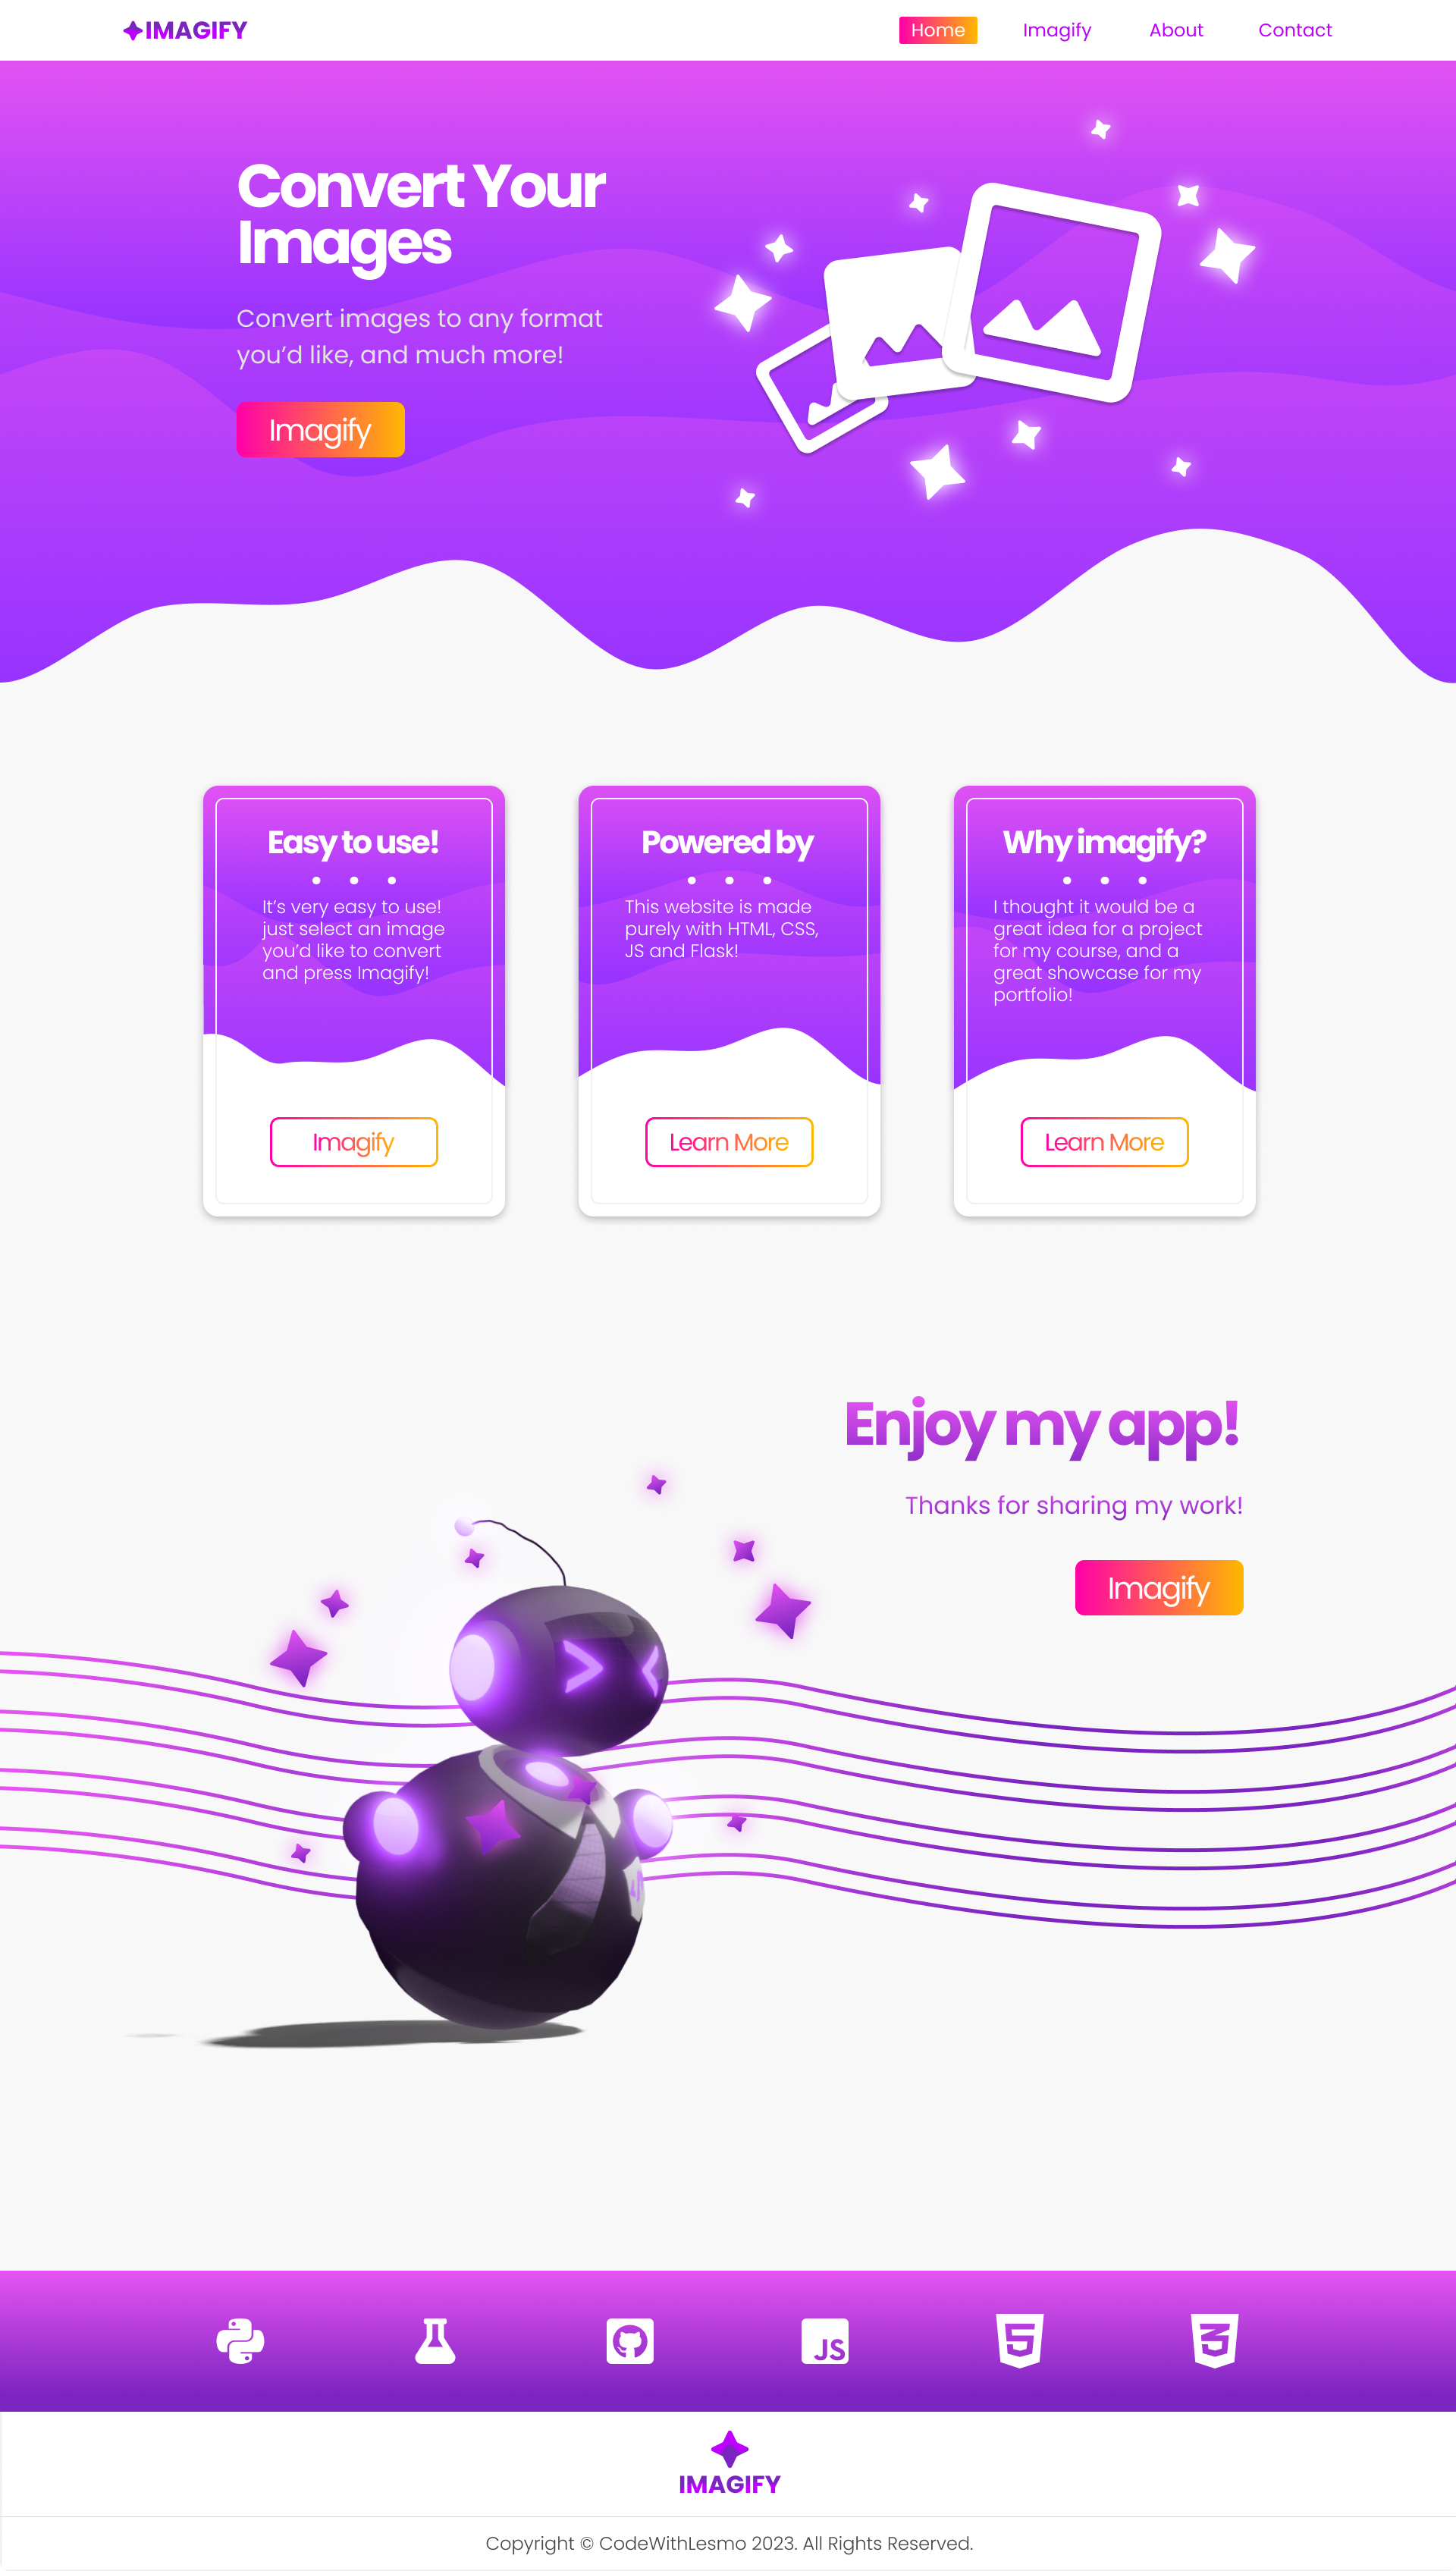 IMAGIFY
Home Imagify About Contact
Convert Your
Images
Convert images to any format
you’d like, and much more!
Imagify
Easy to use!
It’s very easy to use!
just select an image
you’d like to convert
and press Imagify!
Imagify
Powered by
This website is made
purely with HTML, CSS,
JS and Flask!
Learn More
Why imagify?
I thought it would be a
great idea for a project
for my course, and a
great showcase for my
portfolio!
Learn More
Enjoy my app!
Thanks for sharing my work!
Imagify
JS
IMAGIFY
Copyright © CodeWithLesmo 2023. All Rights Reserved.